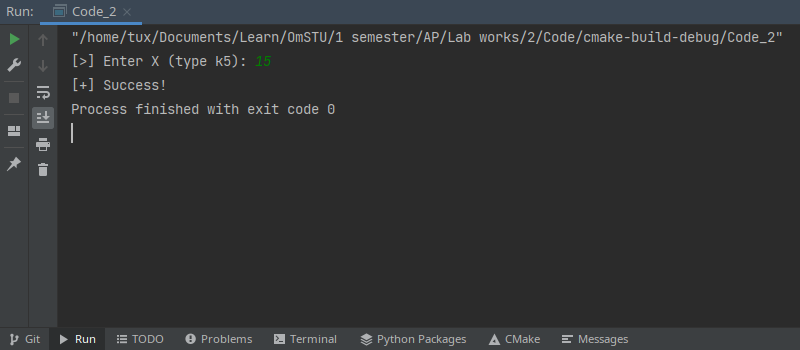 Run: Code_2
"/home/tux/Documents/Learn/OmSTU/1 semester/AP/Lab works/2/Code/cmake-build-debug/Code_2"
[>] Enter X (type k5): 15
[+] Success!
Process finished with exit code 0
Git Run TODO Problems Terminal Python Packages CMake Messages